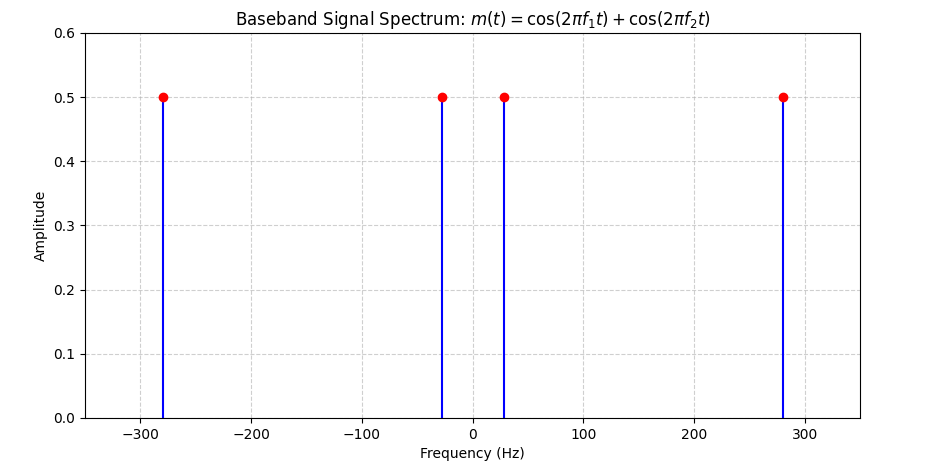 Baseband Signal Spectrum: m(t) = cos(2πf₁t) + cos(2πf₂t)
0.6
0.5
0.4
0.3
0.2
0.1
0.0
Amplitude
−300 −200 −100 0 100 200 300
Frequency (Hz)